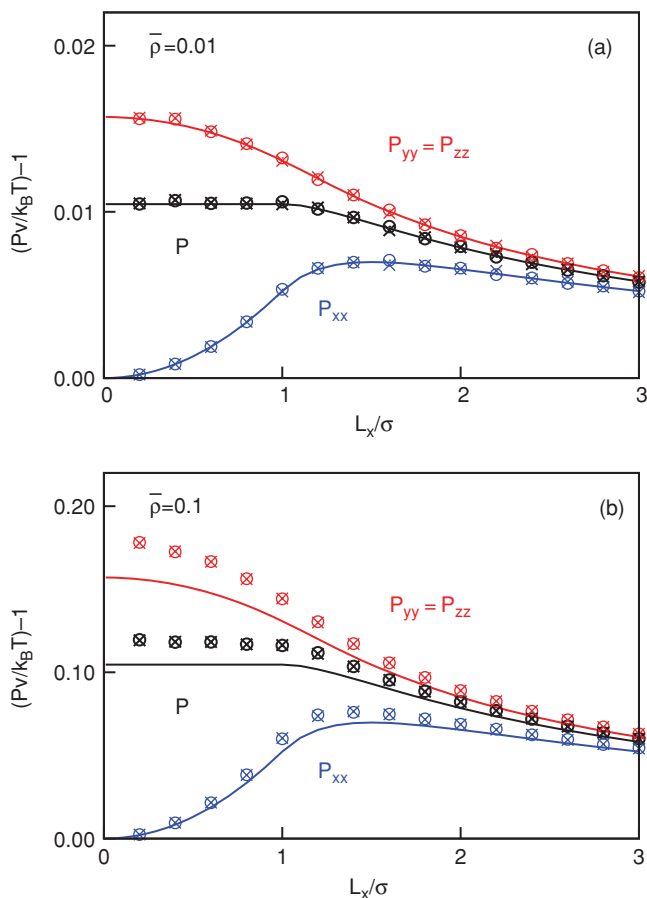 0.02
ρ̅=0.01
(a)
P_yy = P_zz
(Pv/k_BT)−1
0.01
P
P_xx
0.00
0
1
2
3
L_x/σ
ρ̅=0.1
(b)
0.20
P_yy = P_zz
(Pv/k_BT)−1
0.10
P
P_xx
0.00
0
1
2
3
L_x/σ